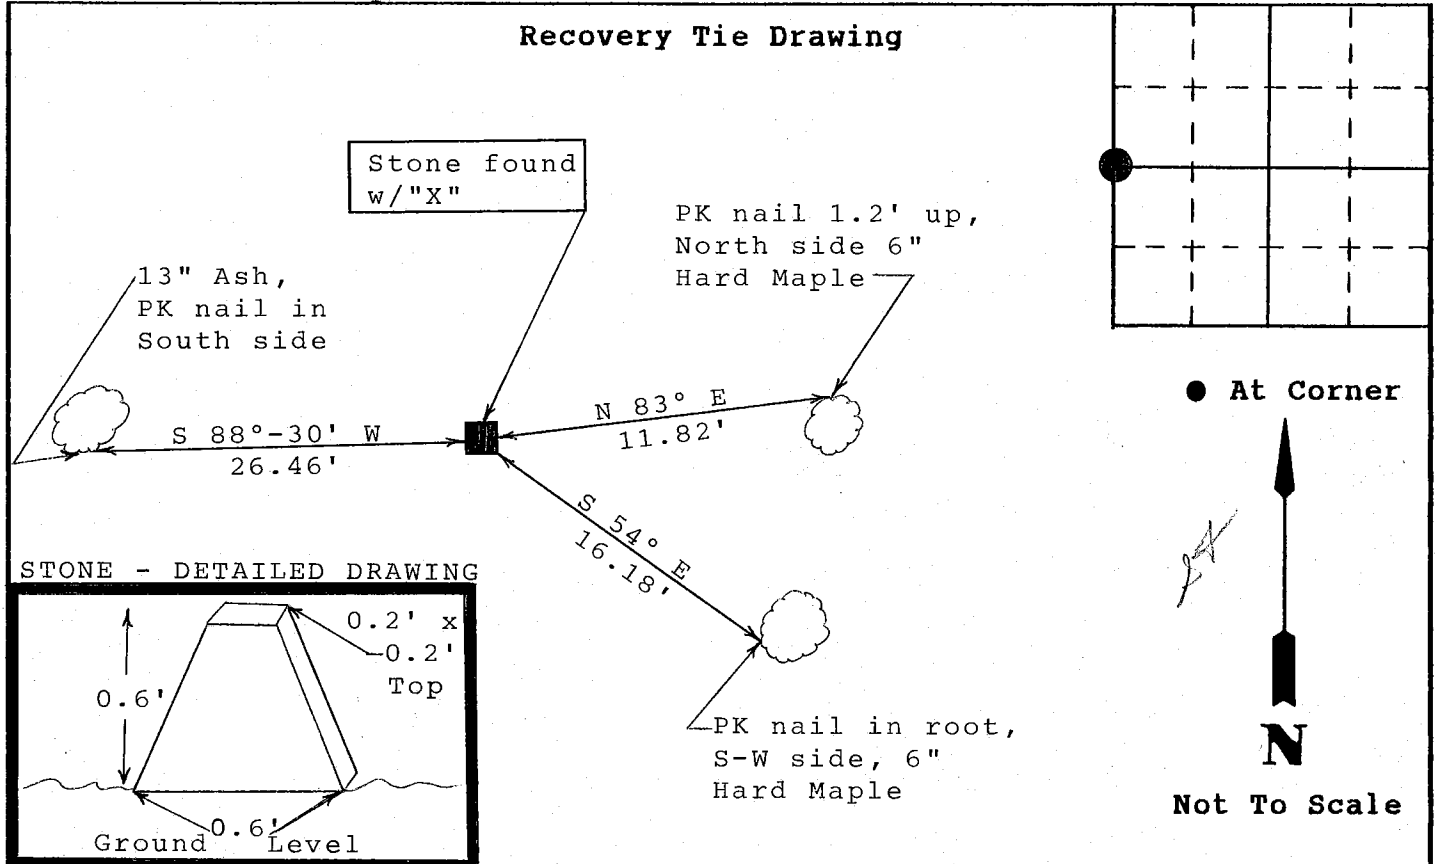 Recovery Tie Drawing
Stone found
w/"X"
PK nail 1.2' up,
North side 6"
Hard Maple
13" Ash,
PK nail in
South side
S 88°-30' W
26.46'
N 83° E
11.82'
● At Corner
S 54° E
16.18'
STONE - DETAILED DRAWING
0.2' x
0.2'
Top
0.6'
0.6'
Ground Level
PK nail in root,
S-W side, 6"
Hard Maple
N
Not To Scale